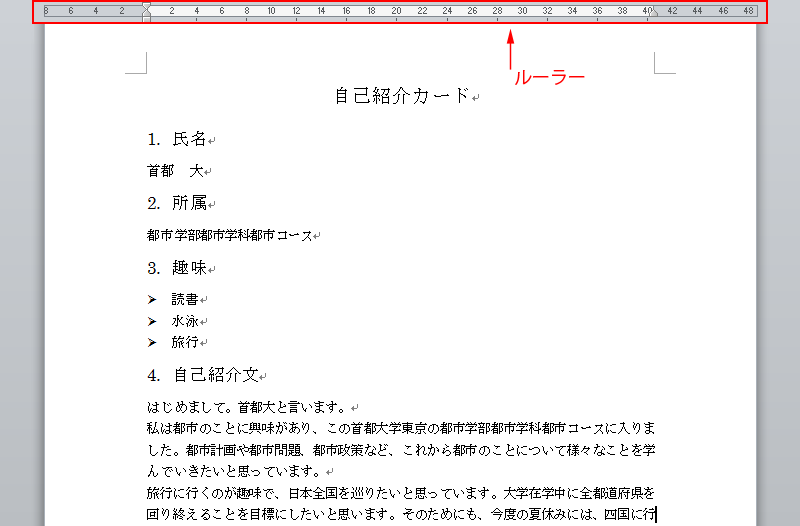 8 6 4 2 2 4 6 8 10 12 14 16 18 20 22 24 26 28 30 32 34 36 38 40 42 44 46 48
ルーラー
自己紹介カード
1. 氏名
首都　大
2. 所属
都市学部都市学科都市コース
3. 趣味
➢ 読書
➢ 水泳
➢ 旅行
4. 自己紹介文
はじめまして。首都大と言います。
私は都市のことに興味があり、この首都大学東京の都市学部都市学科都市コースに入りま
した。都市計画や都市問題、都市政策など、これから都市のことについて様々なことを学
んでいきたいと思っています。
旅行に行くのが趣味で、日本全国を巡りたいと思っています。大学在学中に全都道府県を
回り終えることを目標にしたいと思います。そのためにも、今度の夏休みには、四国に行